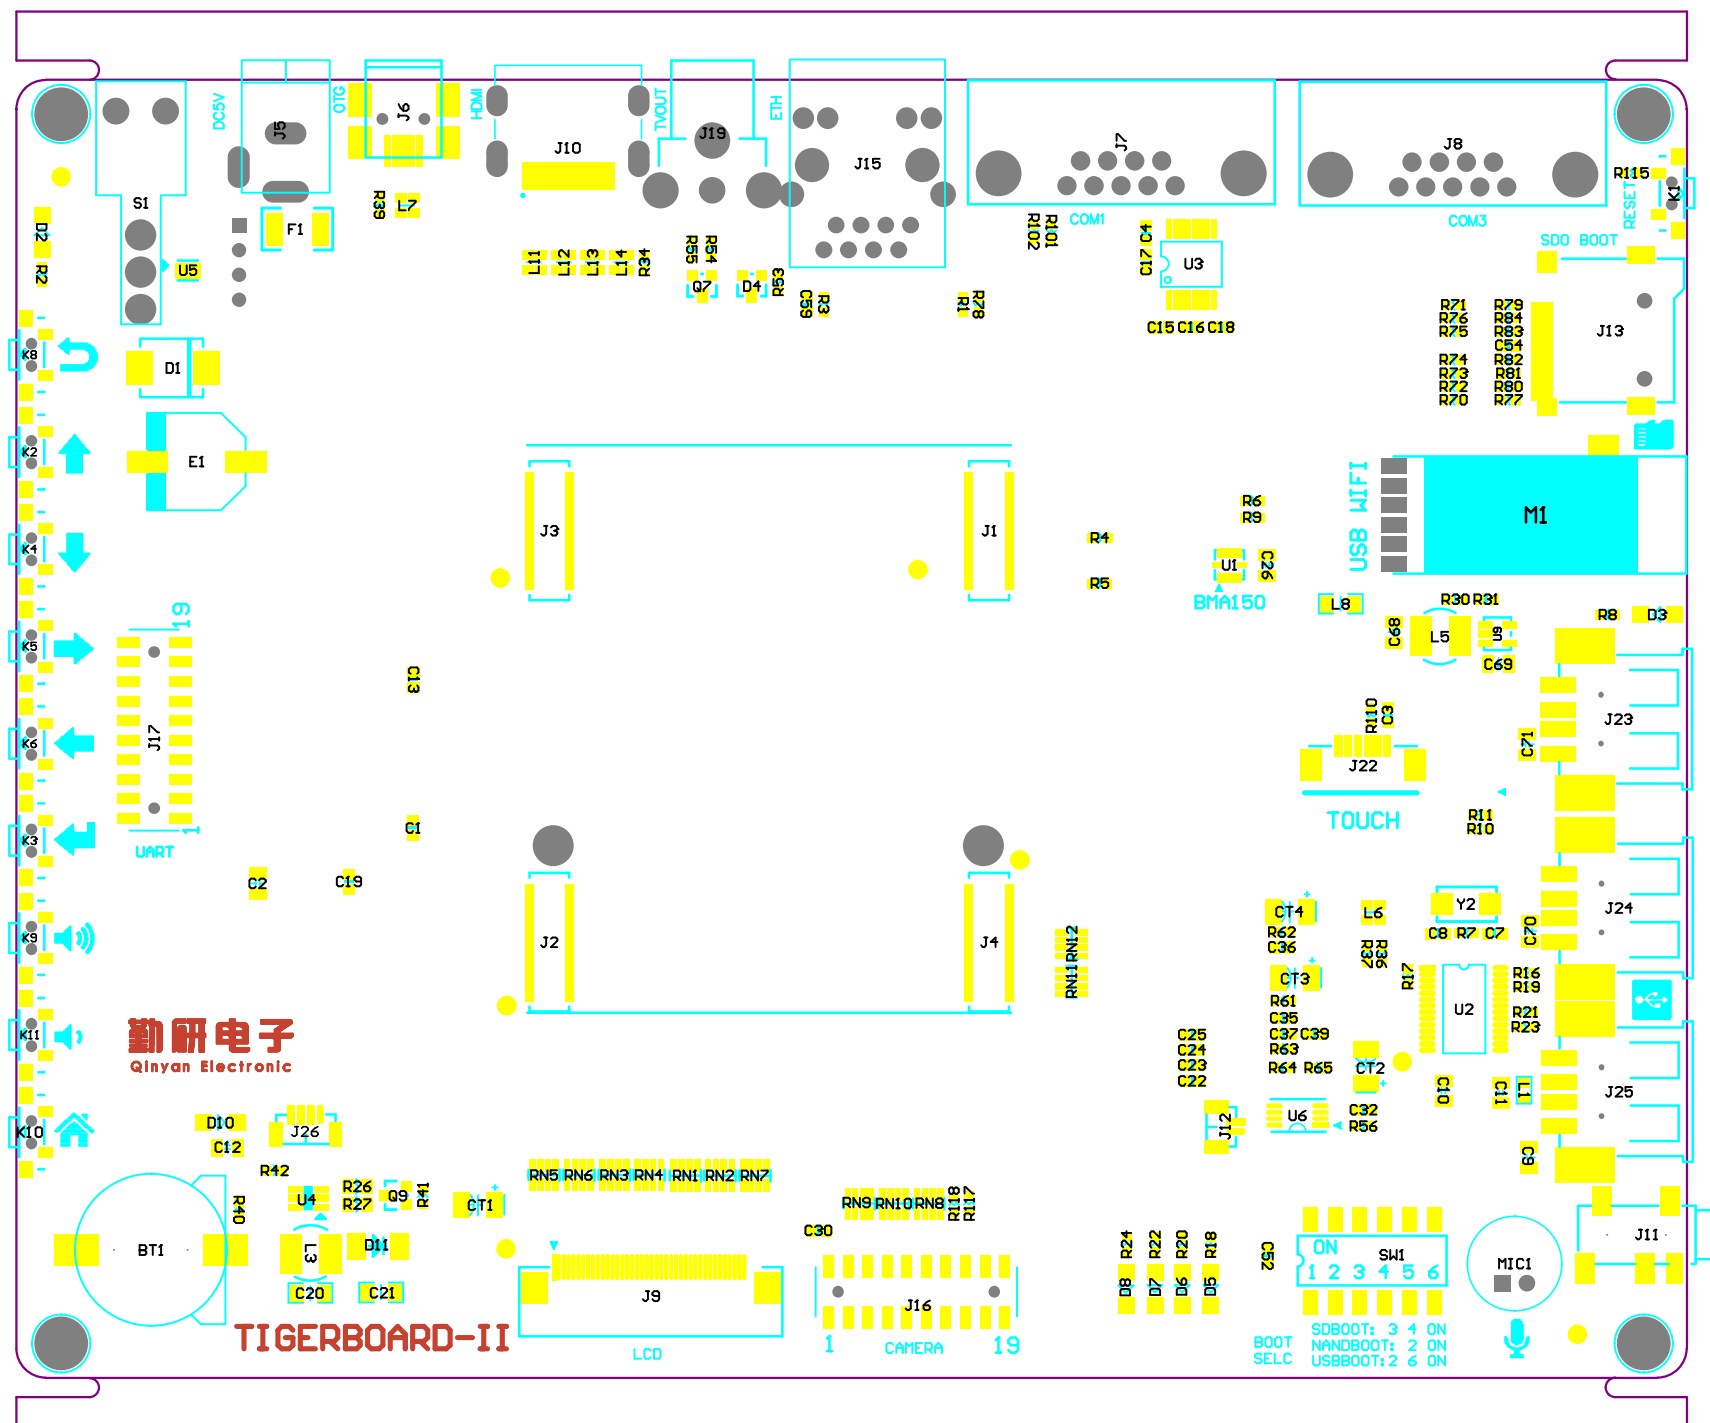 DC5V
J5
OTG
J6
HDMI
J10
TVOUT
J19
ETH
J15
J7
COM1
J8
COM3
R115
K1
RESET
SD0 BOOT
S1
D2
R2
U5
F1
R39
L7
L11
L12
L13
L14
R34
R55
R54
Q7
D4
R53
C59
R3
R1
R78
R102
R101
C4
C17
U3
C15
C16
C18
R71
R76
R75
R74
R73
R72
R70
R79
R84
R83
C54
R82
R81
R80
R77
J13
K8
D1
K2
E1
K4
J3
J1
R4
R5
R6
R9
U1
C26
BMA150
USB WIFI
M1
L8
R30
R31
R8
D3
C68
L5
U9
C69
K5
19
J17
1
UART
K6
K3
C13
C1
C2
C19
R110
C3
J22
TOUCH
C71
J23
R11
R10
K9
J2
J4
RN12
RN11
CT4
R62
C36
CT3
R61
C35
C37
C39
R63
R64
R65
L6
R37
R36
Y2
C8
R7
C7
C70
J24
R17
U2
R16
R19
R21
R23
K11
勤研电子
Qinyan Electronic
C25
C24
C23
C22
CT2
C10
C11
L1
J25
C32
R56
J12
U6
C9
K10
D10
C12
J26
R42
U4
R26
R27
Q9
R41
CT1
R40
BT1
L3
D11
C20
C21
RN5
RN6
RN3
RN4
RN1
RN2
RN7
RN9
RN10
RN8
R118
R117
C30
J9
LCD
J16
1
CAMERA
19
R24
R22
R20
R18
D8
D7
D6
D5
C52
ON
SW1
1 2 3 4 5 6
MIC1
J11
TIGERBOARD-II
BOOT
SELC
SDBOOT: 3 4 ON
NANDBOOT: 2 ON
USBBOOT: 2 6 ON